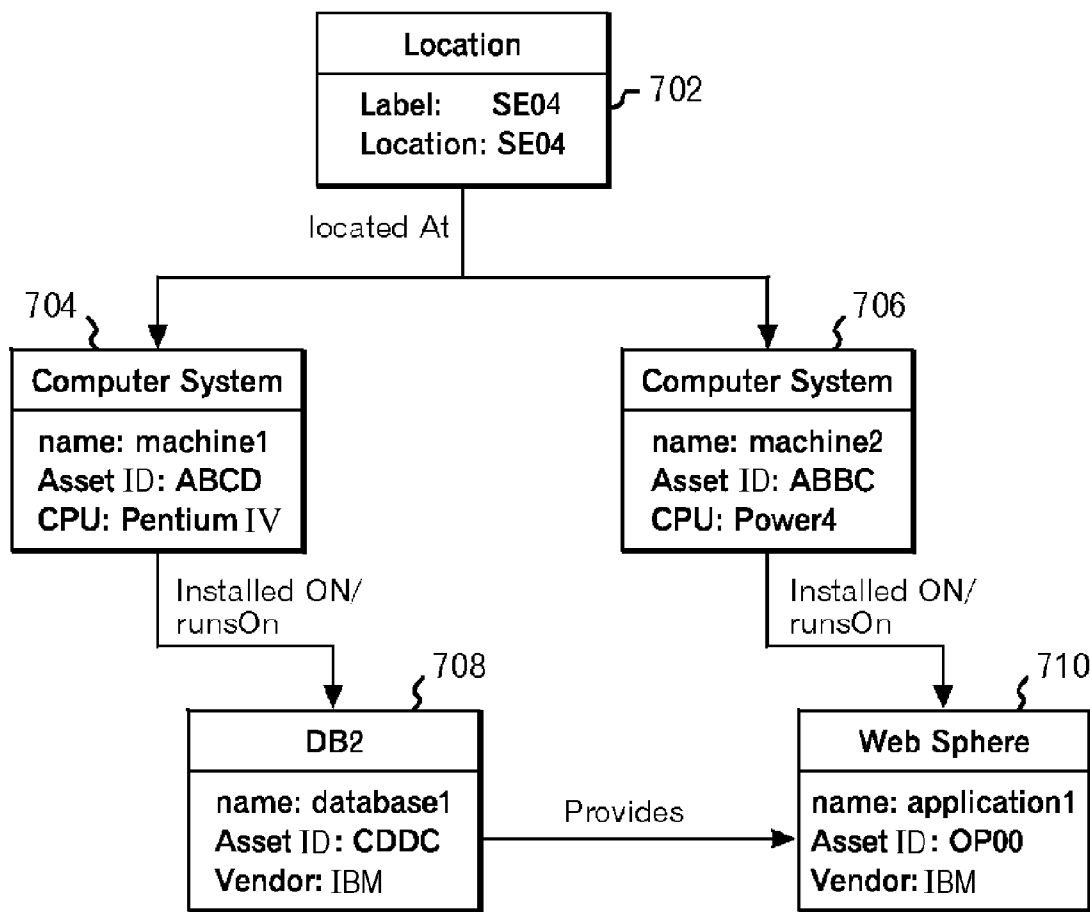 Location
Label: SE04
Location: SE04
702
located At
704
706
Computer System
name: machine1
Asset ID: ABCD
CPU: Pentium IV
Computer System
name: machine2
Asset ID: ABBC
CPU: Power4
Installed ON/
runsOn
Installed ON/
runsOn
708
710
DB2
name: database1
Asset ID: CDDC
Vendor: IBM
Provides
Web Sphere
name: application1
Asset ID: OP00
Vendor: IBM